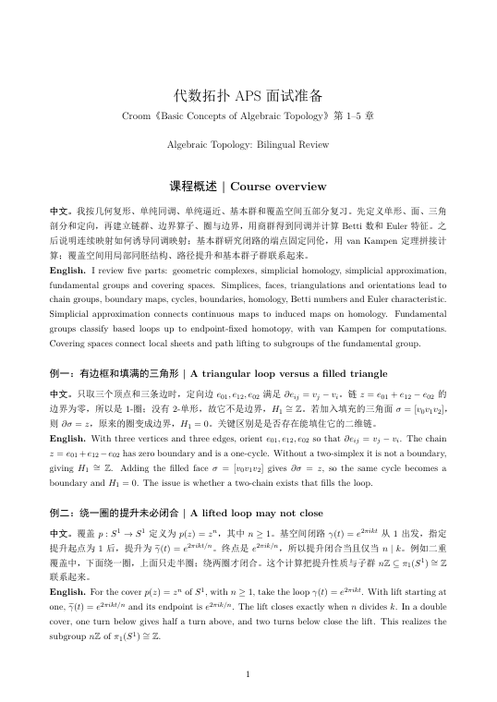 代数拓扑 APS 面试准备
Croom《Basic Concepts of Algebraic Topology》第 1–5 章
Algebraic Topology: Bilingual Review
课程概述 | Course overview
中文。我按几何复形、单纯同调、单纯逼近、基本群和覆盖空间五部分复习。先定义单形、面、三角
剖分和定向，再建立链群、边界算子、圈与边界，用商群得到同调并计算 Betti 数和 Euler 特征。之
后说明连续映射如何诱导同调映射；基本群研究闭路的端点固定同伦，用 van Kampen 定理拼接计
算；覆盖空间用局部同胚结构、路径提升和基本群子群联系起来。
English. I review five parts: geometric complexes, simplicial homology, simplicial approximation,
fundamental groups and covering spaces. Simplices, faces, triangulations and orientations lead to
chain groups, boundary maps, cycles, boundaries, homology, Betti numbers and Euler characteristic.
Simplicial approximation connects continuous maps to induced maps on homology. Fundamental
groups classify based loops up to endpoint-fixed homotopy, with van Kampen for computations.
Covering spaces connect local sheets and path lifting to subgroups of the fundamental group.
例一：有边框和填满的三角形 | A triangular loop versus a filled triangle
中文。只取三个顶点和三条边时，定向边 e₀₁, e₁₂, e₀₂ 满足 ∂eᵢⱼ = vⱼ − vᵢ。链 z = e₀₁ + e₁₂ − e₀₂ 的
边界为零，所以是 1-圈；没有 2-单形，故它不是边界，H₁ ≅ ℤ。若加入填充的三角面 σ = [v₀v₁v₂]，
则 ∂σ = z，原来的圈变成边界，H₁ = 0。关键区别是是否存在能填住它的二维链。
English. With three vertices and three edges, orient e₀₁, e₁₂, e₀₂ so that ∂eᵢⱼ = vⱼ − vᵢ. The chain
z = e₀₁ + e₁₂ − e₀₂ has zero boundary and is a one-cycle. Without a two-simplex it is not a boundary,
giving H₁ ≅ ℤ. Adding the filled face σ = [v₀v₁v₂] gives ∂σ = z, so the same cycle becomes a
boundary and H₁ = 0. The issue is whether a two-chain exists that fills the loop.
例二：绕一圈的提升未必闭合 | A lifted loop may not close
中文。覆盖 p : S¹ → S¹ 定义为 p(z) = zⁿ，其中 n ≥ 1。基空间闭路 γ(t) = e^{2πikt} 从 1 出发，指定
提升起点为 1 后，提升为 γ̃(t) = e^{2πikt/n}。终点是 e^{2πik/n}，所以提升闭合当且仅当 n | k。例如二重
覆盖中，下面绕一圈，上面只走半圈；绕两圈才闭合。这个计算把提升性质与子群 nℤ ⊆ π₁(S¹) ≅ ℤ
联系起来。
English. For the cover p(z) = zⁿ of S¹, with n ≥ 1, take the loop γ(t) = e^{2πikt}. With lift starting at
one, γ̃(t) = e^{2πikt/n} and its endpoint is e^{2πik/n}. The lift closes exactly when n divides k. In a double
cover, one turn below gives half a turn above, and two turns below close the lift. This realizes the
subgroup nℤ of π₁(S¹) ≅ ℤ.
1